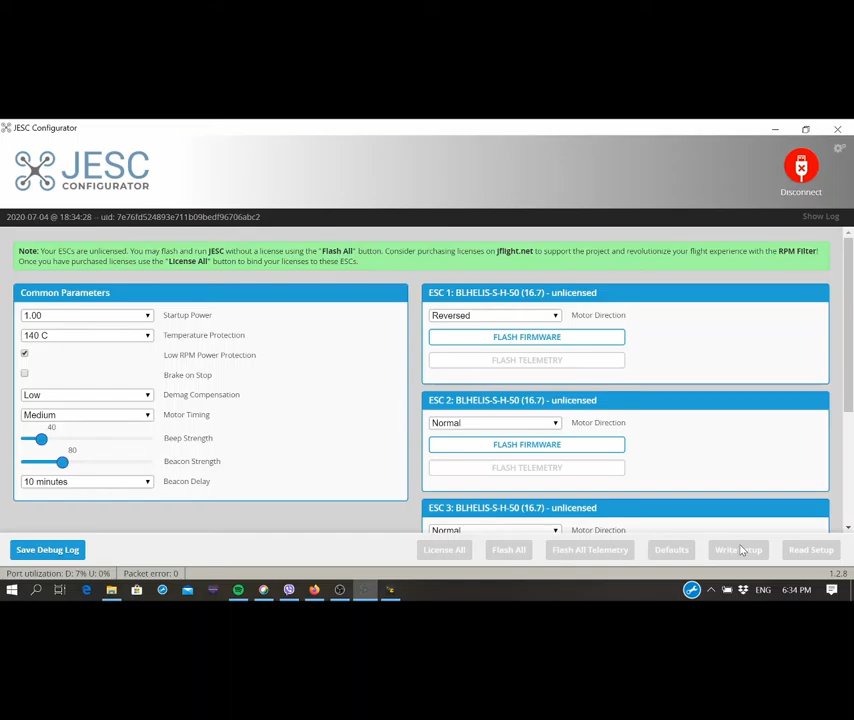 JESC Configurator
JESC
CONFIGURATOR
Disconnect
2020-07-04 @ 18:34:28 -- uid: 7e76fd524893e711b09bedf96706abc2
Show Log
Note: Your ESCs are unlicensed. You may flash and run JESC without a license using the "Flash All" button. Consider purchasing licenses on jflight.net to support the project and revolutionize your flight experience with the RPM Filter!
Once you have purchased licenses use the "License All" button to bind your licenses to these ESCs.
Common Parameters
1.00 Startup Power
140 C Temperature Protection
Low RPM Power Protection
Brake on Stop
Low Demag Compensation
Medium Motor Timing
40
Beep Strength
80
Beacon Strength
10 minutes Beacon Delay
ESC 1: BLHELIS-S-H-50 (16.7) - unlicensed
Reversed Motor Direction
FLASH FIRMWARE
FLASH TELEMETRY
ESC 2: BLHELIS-S-H-50 (16.7) - unlicensed
Normal Motor Direction
FLASH FIRMWARE
FLASH TELEMETRY
ESC 3: BLHELIS-S-H-50 (16.7) - unlicensed
Normal Motor Direction
Save Debug Log License All Flash All Flash All Telemetry Defaults Write Setup Read Setup
Port utilization: D: 7% U: 0% Packet error: 0 1.2.8
ENG 6:34 PM